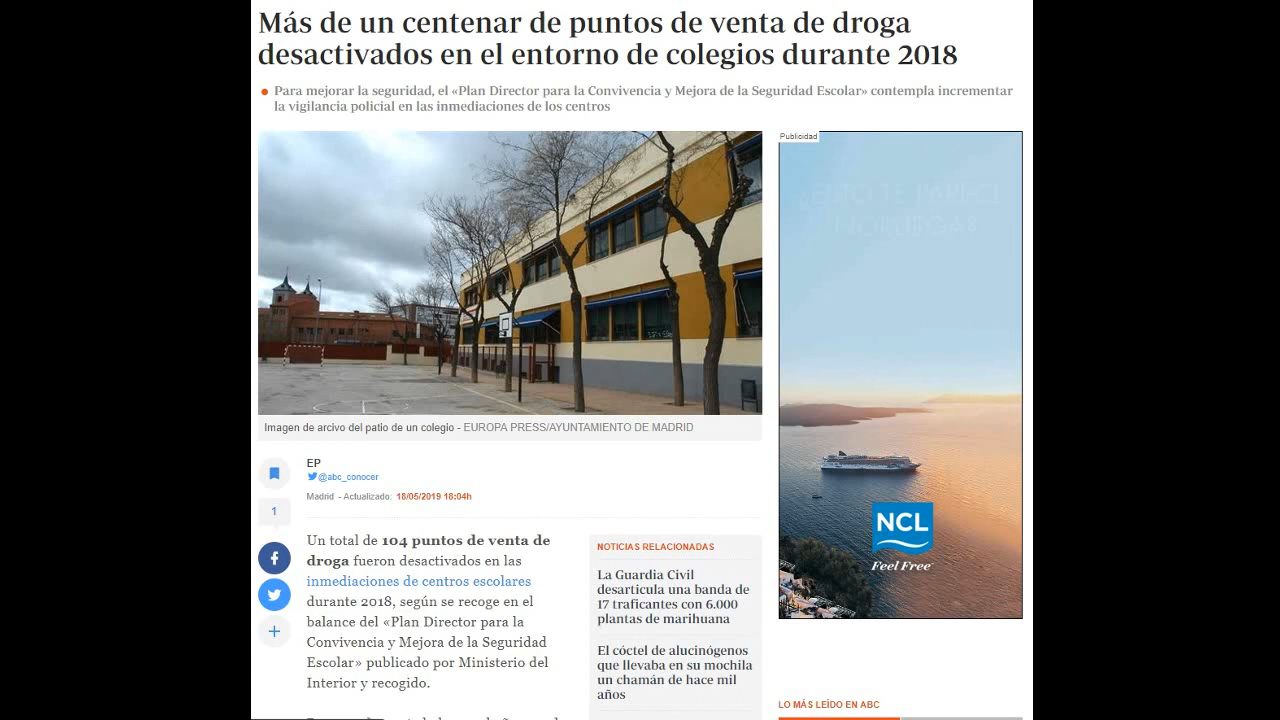 Más de un centenar de puntos de venta de droga
desactivados en el entorno de colegios durante 2018
Para mejorar la seguridad, el «Plan Director para la Convivencia y Mejora de la Seguridad Escolar» contempla incrementar
la vigilancia policial en las inmediaciones de los centros
Publicidad
Imagen de arcivo del patio de un colegio - EUROPA PRESS/AYUNTAMIENTO DE MADRID
EP
@abc_conocer
Madrid - Actualizado: 18/05/2019 18:04h
1
Un total de 104 puntos de venta de
droga fueron desactivados en las
inmediaciones de centros escolares
durante 2018, según se recoge en el
balance del «Plan Director para la
Convivencia y Mejora de la Seguridad
Escolar» publicado por Ministerio del
Interior y recogido.
NOTICIAS RELACIONADAS
La Guardia Civil
desarticula una banda de
17 traficantes con 6.000
plantas de marihuana
El cóctel de alucinógenos
que llevaba en su mochila
un chamán de hace mil
años
NCL
Feel Free
LO MÁS LEÍDO EN ABC